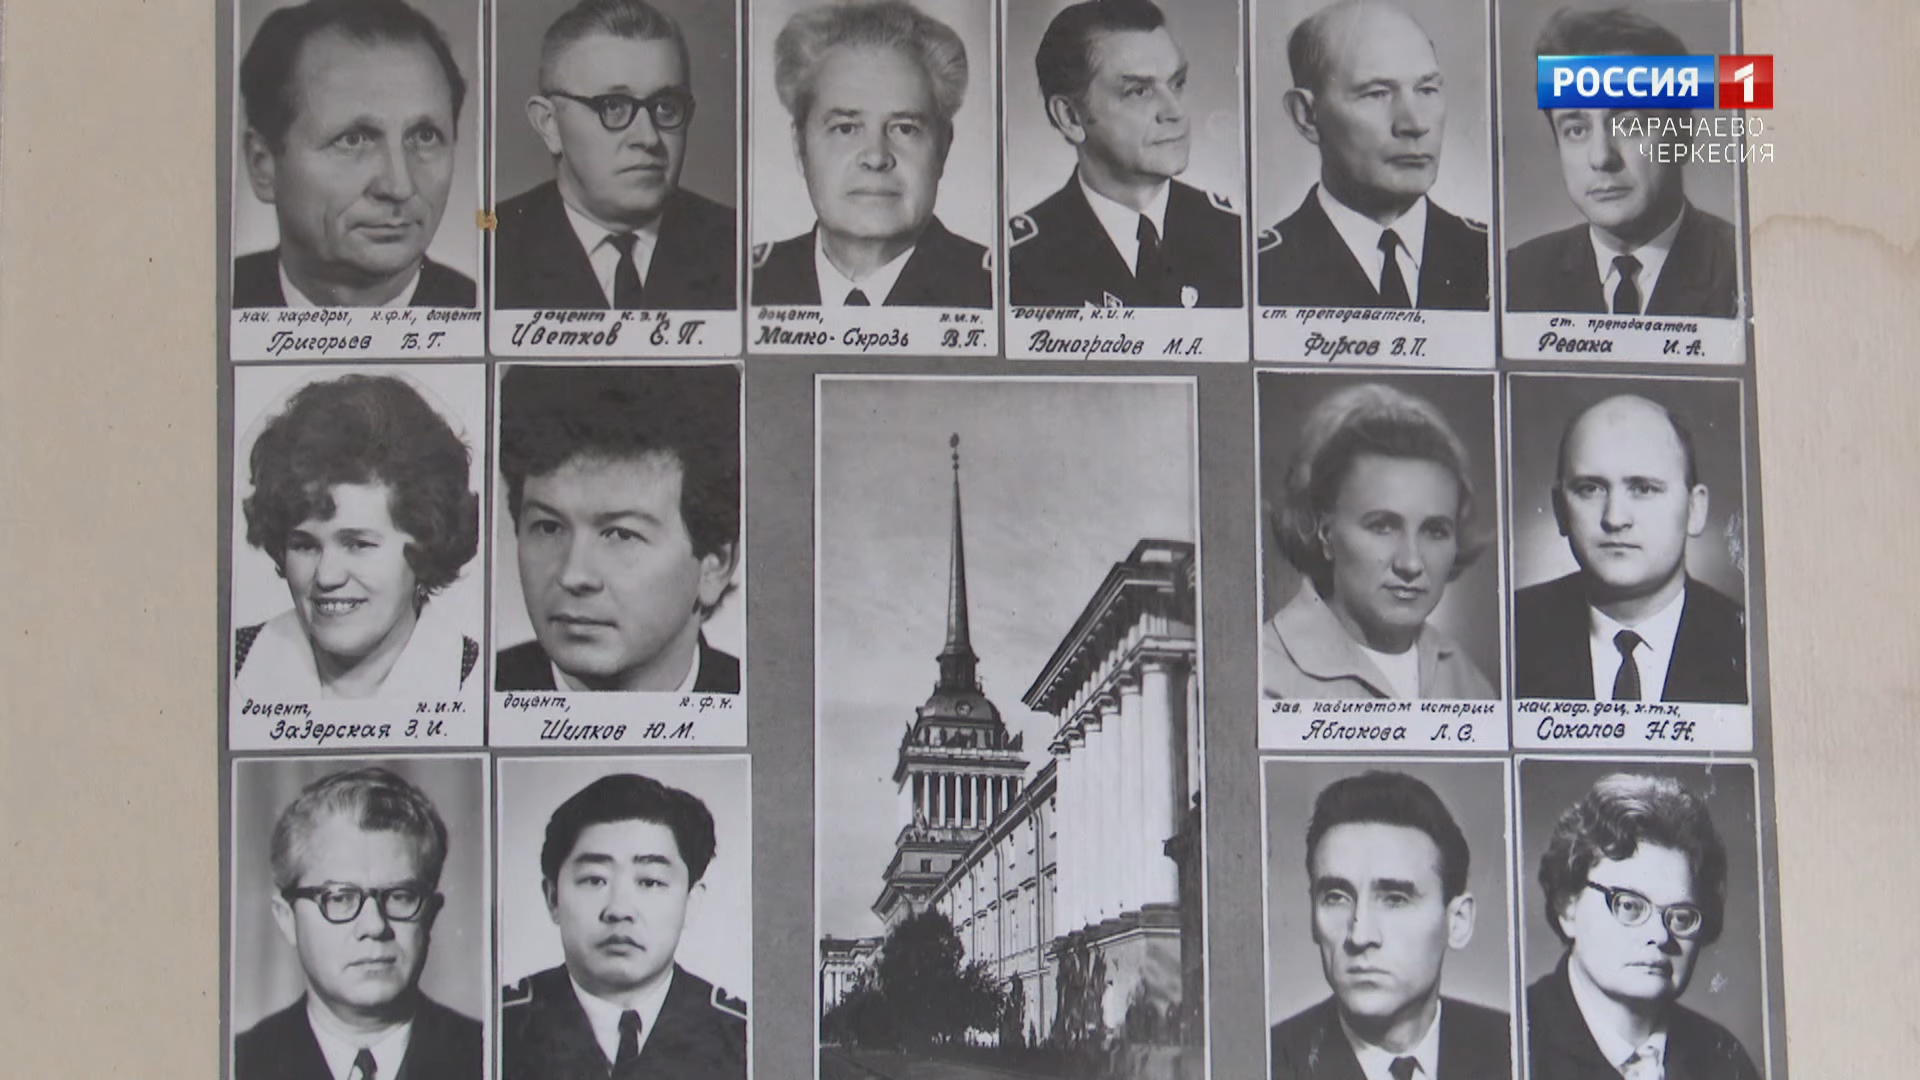 РОССИЯ 1
КАРАЧАЕВО-
ЧЕРКЕСИЯ
нач. кафедры, к.ф.н., доцент
Григорьев Б.Г.
доцент к.э.н.
Цветков Е.П.
доцент, к.и.н.
Малко-Скрозь В.П.
доцент, к.и.н.
Виноградов М.А.
ст. преподаватель,
Фирсов В.П.
ст. преподаватель
Ревака И.А.
доцент, к.и.н.
Зазерская З.И.
доцент, к.ф.н.
Шилков Ю.М.
зав. кабинетом истории
Яблокова Л.С.
нач.каф. доц. к.т.н.
Соколов Н.Н.